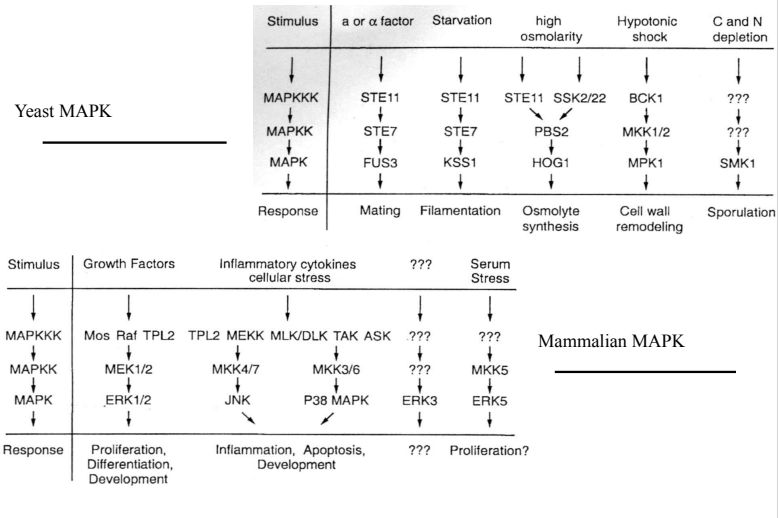 Stimulus a or α factor Starvation high osmolarity Hypotonic shock C and N depletion
MAPKKK STE11 STE11 STE11 SSK2/22 BCK1 ???
Yeast MAPK
MAPKK STE7 STE7 PBS2 MKK1/2 ???
MAPK FUS3 KSS1 HOG1 MPK1 SMK1
Response Mating Filamentation Osmolyte synthesis Cell wall remodeling Sporulation
Stimulus Growth Factors Inflammatory cytokines cellular stress ??? Serum Stress
MAPKKK Mos Raf TPL2 TPL2 MEKK MLK/DLK TAK ASK ??? ???
Mammalian MAPK
MAPKK MEK1/2 MKK4/7 MKK3/6 ??? MKK5
MAPK ERK1/2 JNK P38 MAPK ERK3 ERK5
Response Proliferation, Differentiation, Development Inflammation, Apoptosis, Development ??? Proliferation?